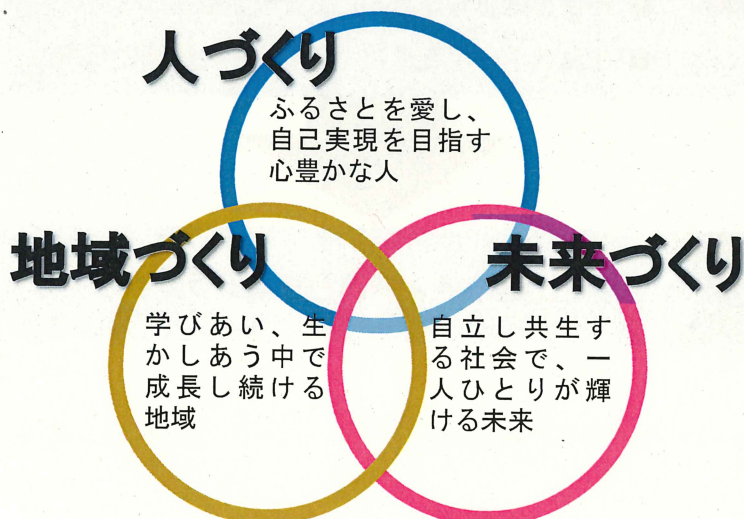 人づくり
ふるさとを愛し、
自己実現を目指す
心豊かな人
地域づくり
学びあい、生
かしあう中で
成長し続ける
地域
未来づくり
自立し共生す
る社会で、一
人ひとりが輝
ける未来